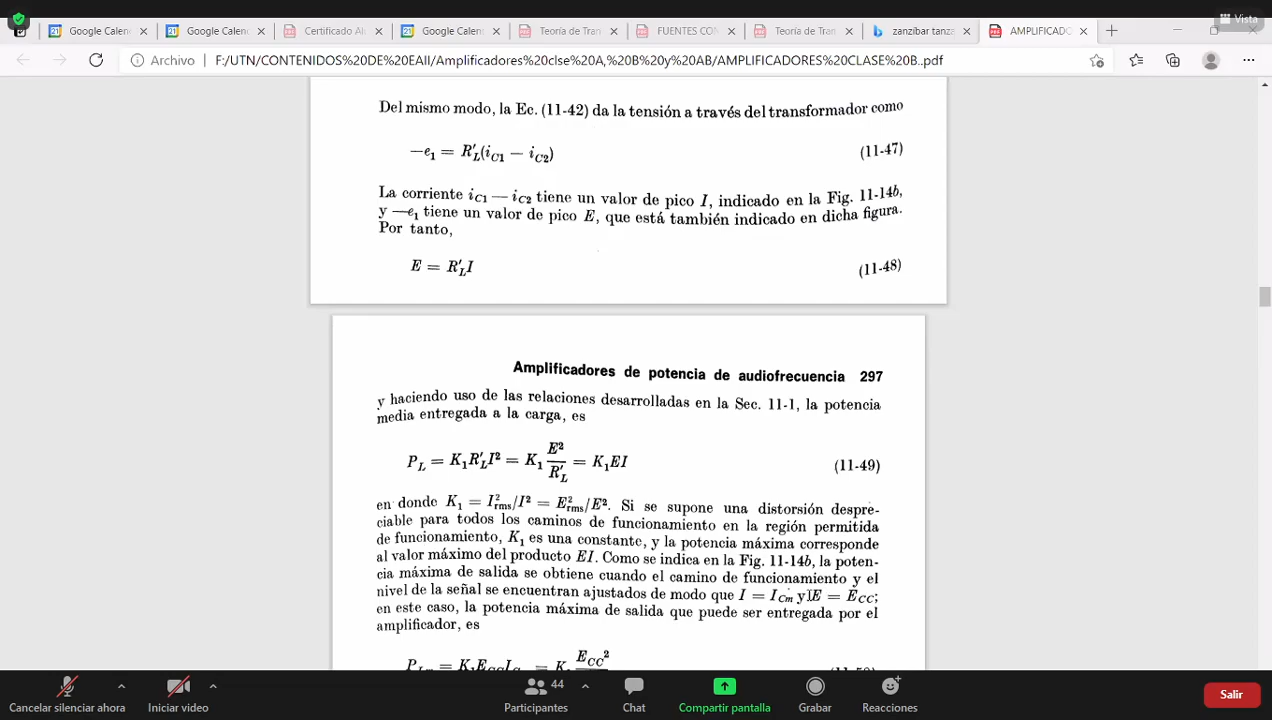 Vista
Google Calen
Google Calen
Certificado Al
Google Calen
Teoría de Tran
FUENTES CON
Teoría de Tran
zanzibar tanza
AMPLIFICADO
Archivo
F:/UTN/CONTENIDOS%20DE%20EAII/Amplificadores%20clse%20A,%20B%20y%20AB/AMPLIFICADORES%20CLASE%20B..pdf
Del mismo modo, la Ec. (11-42) da la tensión a través del transformador como
—e₁ = R′L(iC1 — iC2) (11-47)
La corriente iC1 — iC2 tiene un valor de pico I, indicado en la Fig. 11-14b,
y —e₁ tiene un valor de pico E, que está también indicado en dicha figura.
Por tanto,
E = R′L I (11-48)
Amplificadores de potencia de audiofrecuencia 297
y haciendo uso de las relaciones desarrolladas en la Sec. 11-1, la potencia
media entregada a la carga, es
PL = K₁R′L I² = K₁ E²/R′L = K₁EI (11-49)
en donde K₁ = I²rms/I² = E²rms/E². Si se supone una distorsión despre-
ciable para todos los caminos de funcionamiento en la región permitida
de funcionamiento, K₁ es una constante, y la potencia máxima corresponde
al valor máximo del producto EI. Como se indica en la Fig. 11-14b, la poten-
cia máxima de salida se obtiene cuando el camino de funcionamiento y el
nivel de la señal se encuentran ajustados de modo que I = ICm y E = ECC;
en este caso, la potencia máxima de salida que puede ser entregada por el
amplificador, es
ECC²
Cancelar silenciar ahora
Iniciar video
44
Participantes
Chat
Compartir pantalla
Grabar
Reacciones
Salir